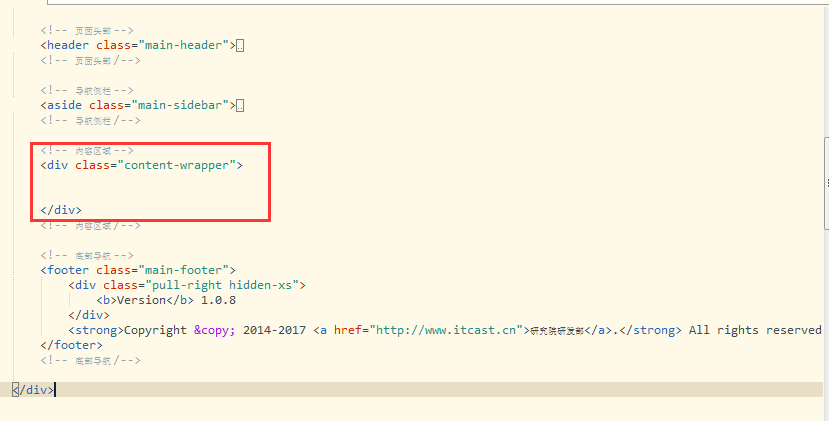 <!-- 页面头部 -->
<header class="main-header">..
<!-- 页面头部 /-->
<!-- 导航侧栏 -->
<aside class="main-sidebar">..
<!-- 导航侧栏 /-->
<!-- 内容区域 -->
<div class="content-wrapper">
</div>
<!-- 内容区域 /-->
<!-- 底部导航 -->
<footer class="main-footer">
<div class="pull-right hidden-xs">
<b>Version</b> 1.0.8
</div>
<strong>Copyright &copy; 2014-2017 <a href="http://www.itcast.cn">研究院研发部</a>.</strong> All rights reserved
</footer>
<!-- 底部导航 /-->
</div>